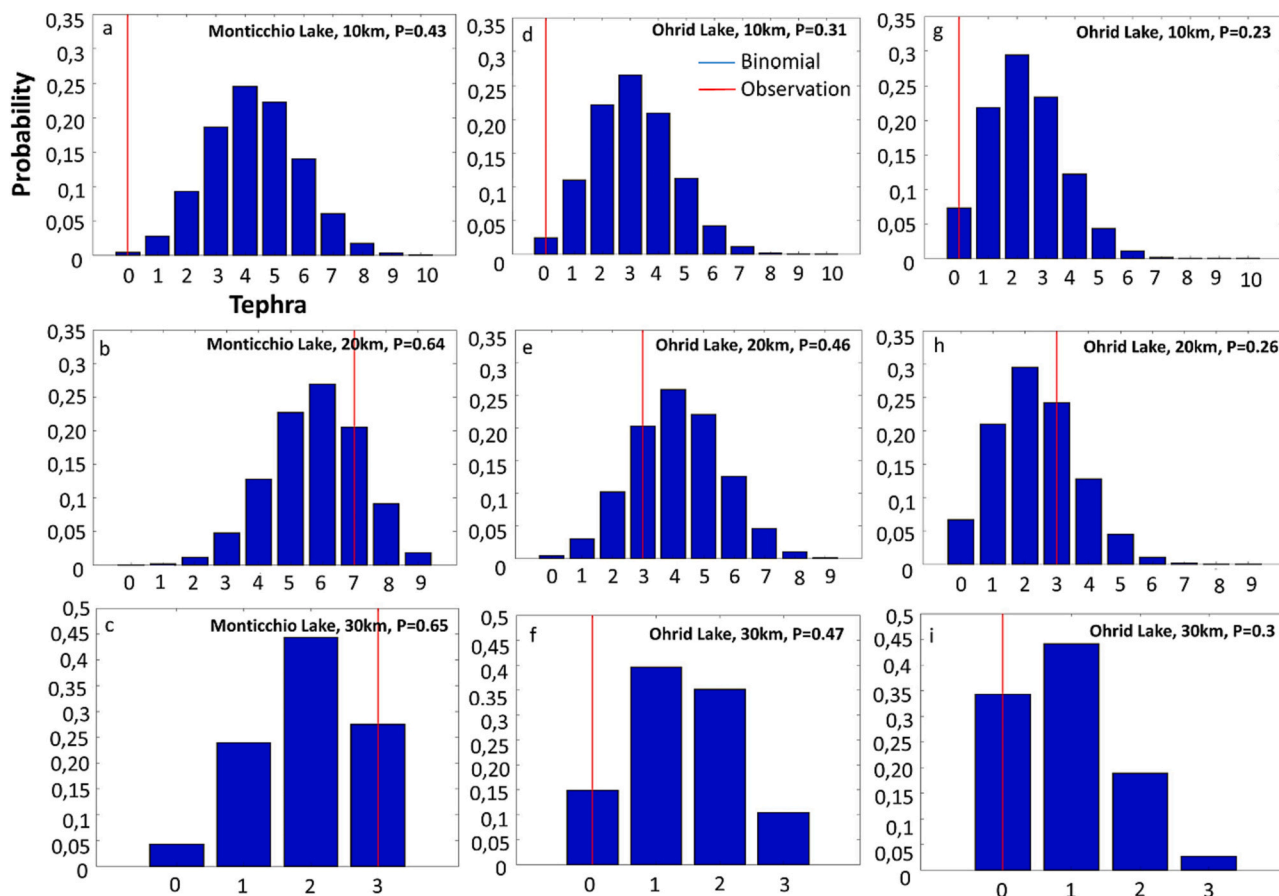 a
Monticchio Lake, 10km, P=0.43
0,35
0,3
0,25
0,20
0,15
0,1
0,05
0
Probability
0 1 2 3 4 5 6 7 8 9 10
Tephra
d
Ohrid Lake, 10km, P=0.31
Binomial
Observation
0,35
0,3
0,25
0,20
0,15
0,1
0,05
0
0 1 2 3 4 5 6 7 8 9 10
g
Ohrid Lake, 10km, P=0.23
0,35
0,3
0,25
0,20
0,15
0,1
0,05
0
0 1 2 3 4 5 6 7 8 9 10
b
Monticchio Lake, 20km, P=0.64
0,35
0,3
0,25
0,20
0,15
0,1
0,05
0
0 1 2 3 4 5 6 7 8 9
e
Ohrid Lake, 20km, P=0.46
0,35
0,3
0,25
0,20
0,15
0,1
0,05
0
0 1 2 3 4 5 6 7 8 9
h
Ohrid Lake, 20km, P=0.26
0,35
0,3
0,25
0,20
0,15
0,1
0,05
0
0 1 2 3 4 5 6 7 8 9
c
Monticchio Lake, 30km, P=0.65
0,5
0,45
0,4
0,35
0,3
0,25
0,2
0,15
0,1
0,05
0
0 1 2 3
f
Ohrid Lake, 30km, P=0.47
0,5
0,45
0,4
0,35
0,3
0,25
0,2
0,15
0,1
0,05
0
0 1 2 3
i
Ohrid Lake, 30km, P=0.3
0,5
0,45
0,4
0,35
0,3
0,25
0,2
0,15
0,1
0,05
0
0 1 2 3